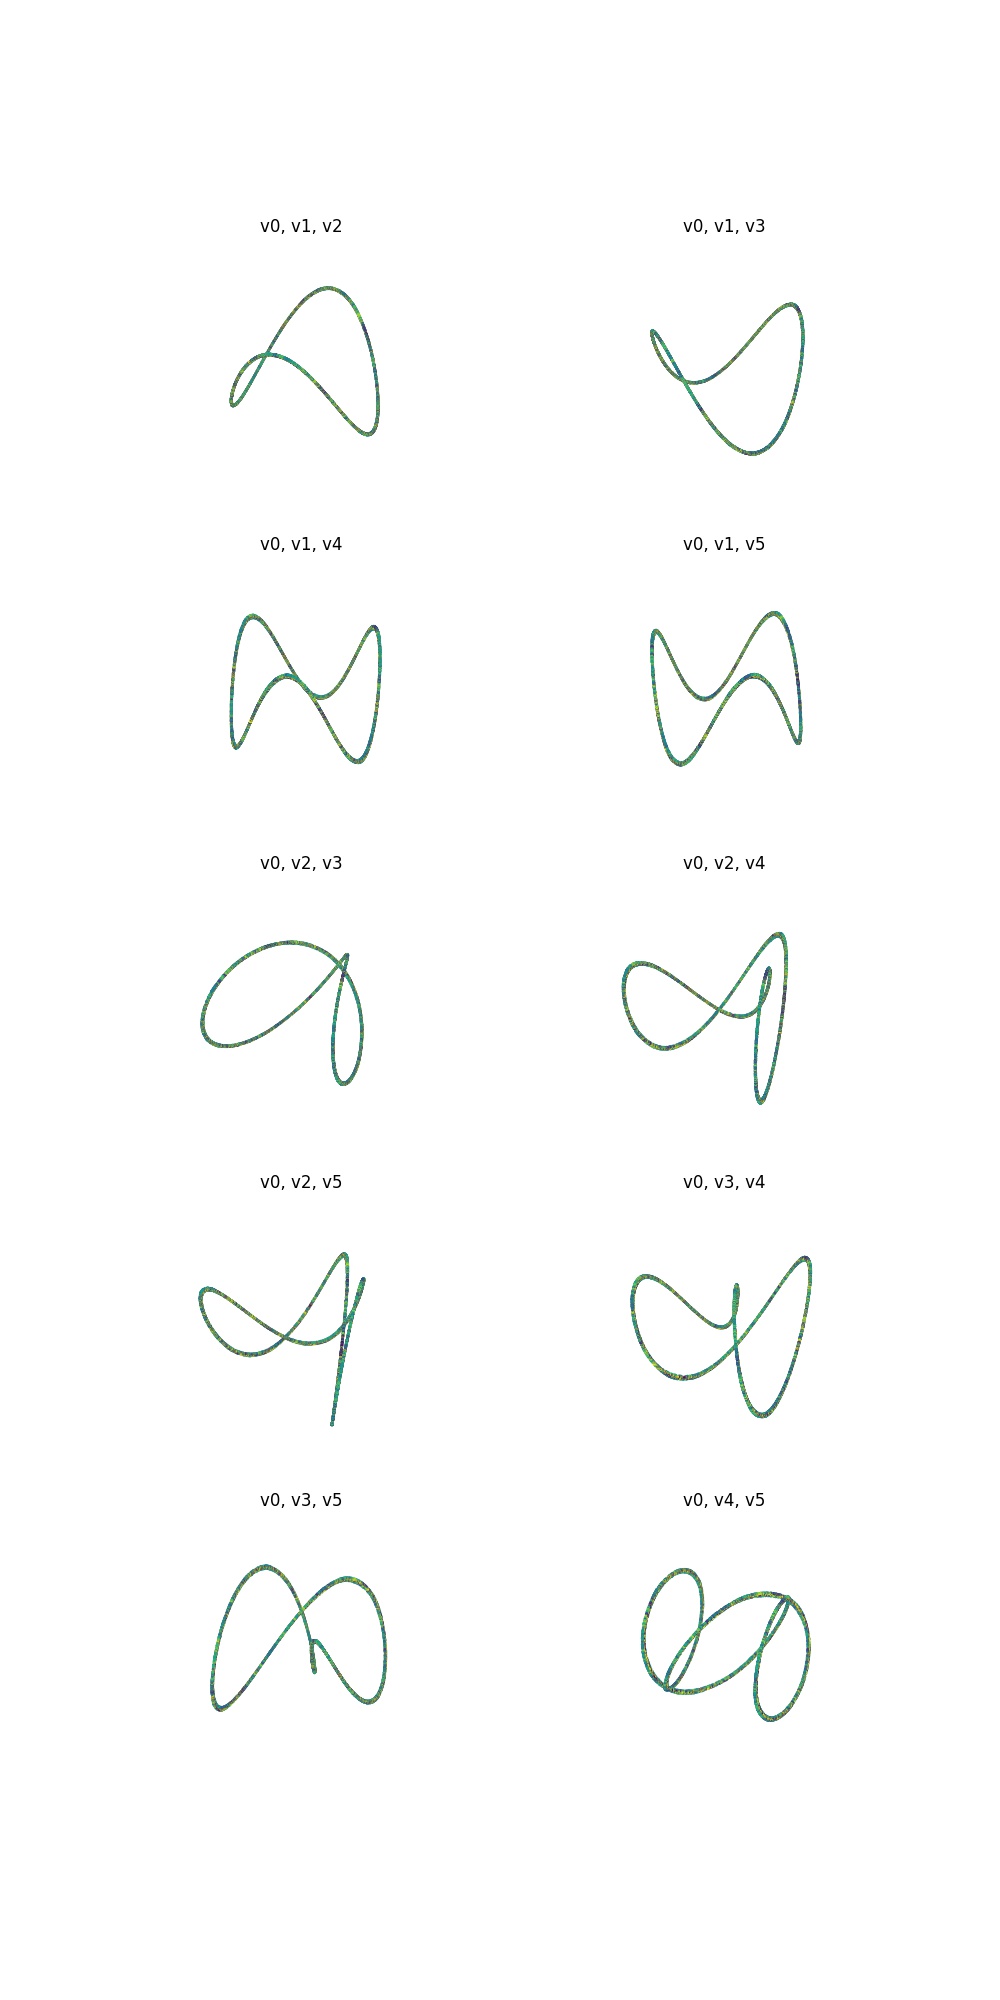 v0, v1, v2
v0, v1, v3
v0, v1, v4
v0, v1, v5
v0, v2, v3
v0, v2, v4
v0, v2, v5
v0, v3, v4
v0, v3, v5
v0, v4, v5